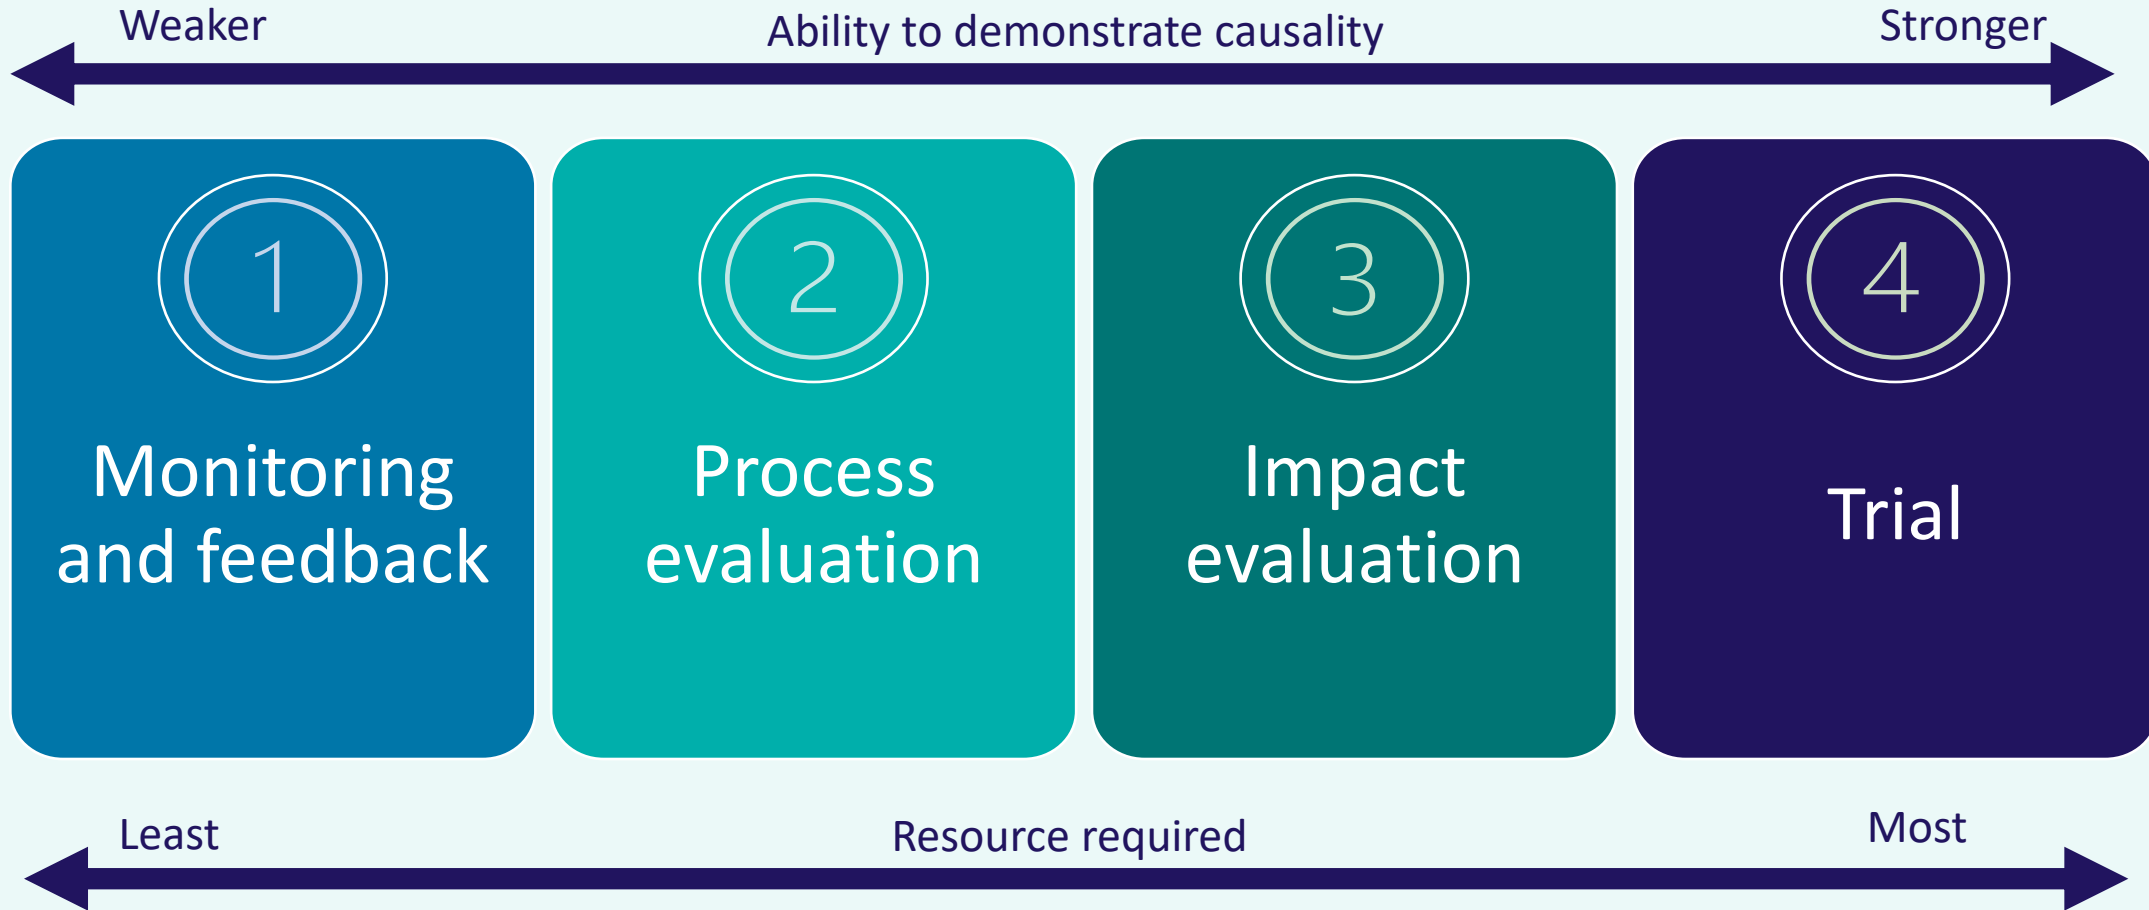 Weaker
Ability to demonstrate causality
Stronger
1
Monitoring
and feedback
2
Process
evaluation
3
Impact
evaluation
4
Trial
Least
Resource required
Most